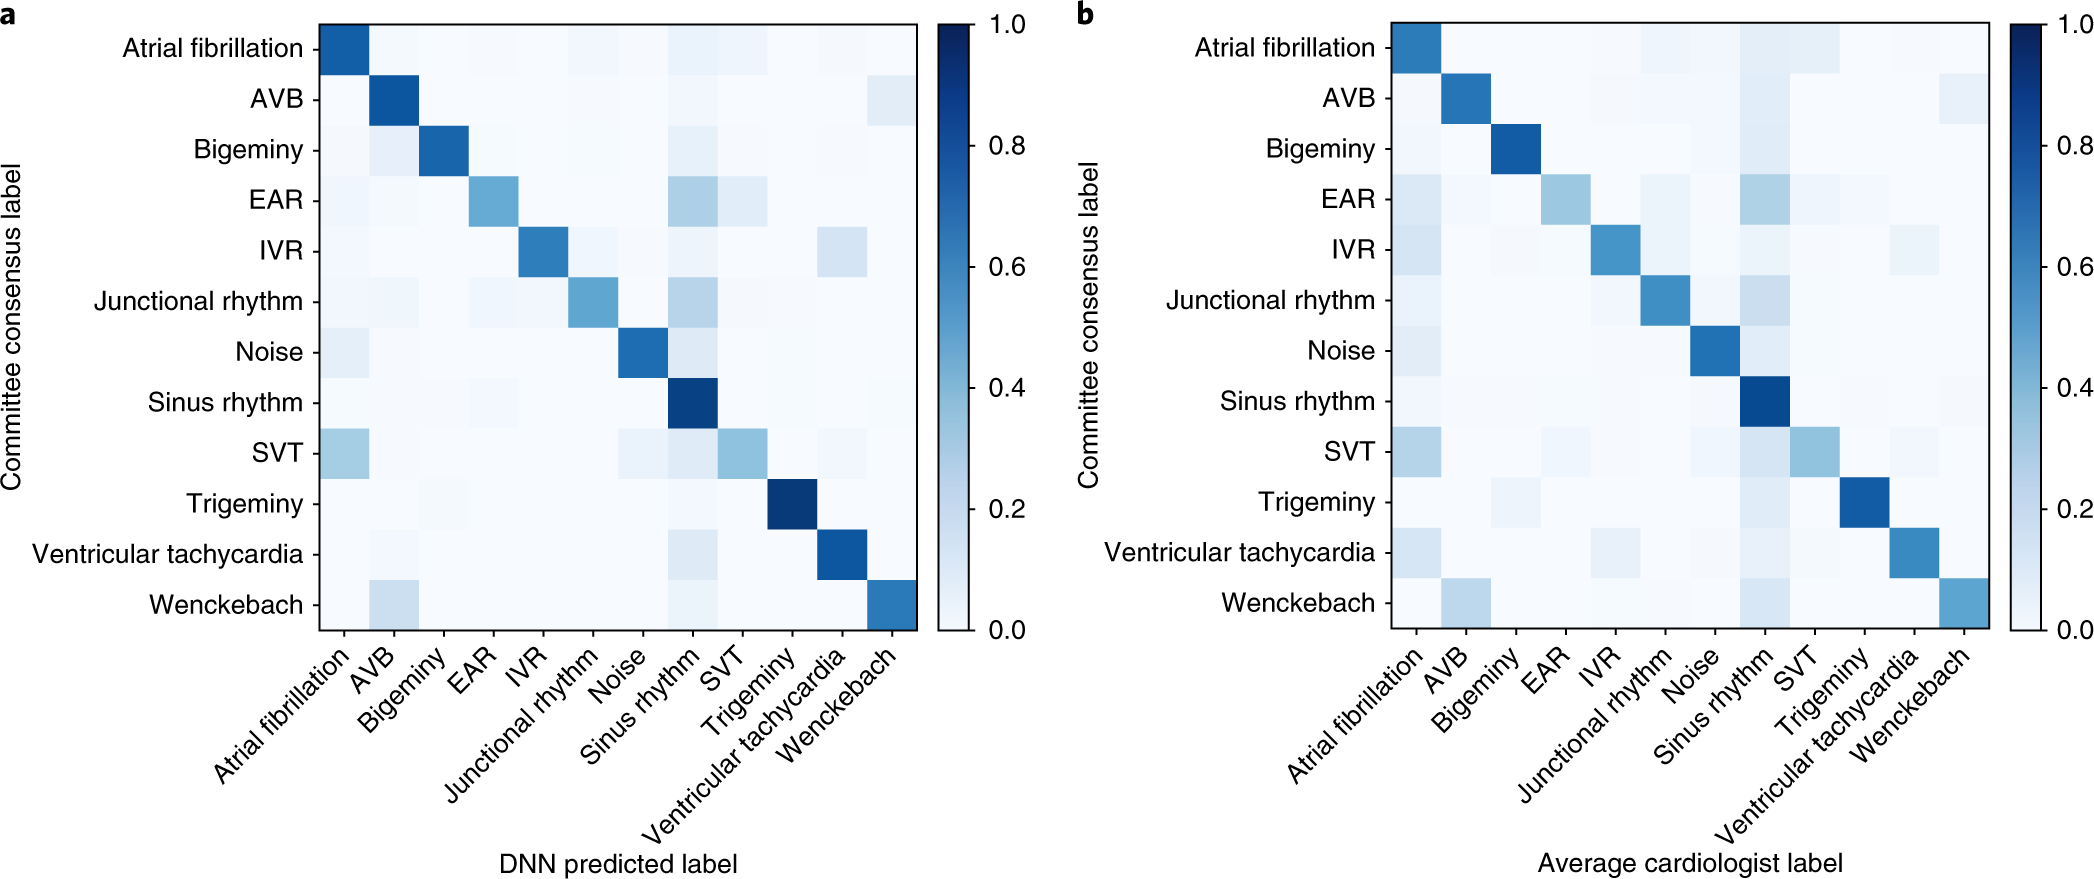 a
Committee consensus label
Atrial fibrillation
AVB
Bigeminy
EAR
IVR
Junctional rhythm
Noise
Sinus rhythm
SVT
Trigeminy
Ventricular tachycardia
Wenckebach
Atrial fibrillation
AVB
Bigeminy
EAR
IVR
Junctional rhythm
Noise
Sinus rhythm
SVT
Trigeminy
Ventricular tachycardia
Wenckebach
DNN predicted label
1.0
0.8
0.6
0.4
0.2
0.0
b
Committee consensus label
Atrial fibrillation
AVB
Bigeminy
EAR
IVR
Junctional rhythm
Noise
Sinus rhythm
SVT
Trigeminy
Ventricular tachycardia
Wenckebach
Atrial fibrillation
AVB
Bigeminy
EAR
IVR
Junctional rhythm
Noise
Sinus rhythm
SVT
Trigeminy
Ventricular tachycardia
Wenckebach
Average cardiologist label
1.0
0.8
0.6
0.4
0.2
0.0